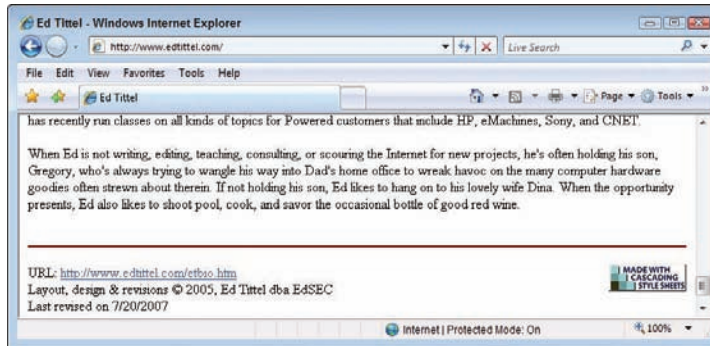 Ed Tittel - Windows Internet Explorer
http://www.edtittel.com/
Live Search
File Edit View Favorites Tools Help
Ed Tittel
Page Tools
has recently run classes on all kinds of topics for Powered customers that include HP, eMachines, Sony, and CNET.
When Ed is not writing, editing, teaching, consulting, or scouring the Internet for new projects, he's often holding his son,
Gregory, who's always trying to wangle his way into Dad's home office to wreak havoc on the many computer hardware
goodies often strewn about therein. If not holding his son, Ed likes to hang on to his lovely wife Dina. When the opportunity
presents, Ed also likes to shoot pool, cook, and savor the occasional bottle of good red wine.
URL: http://www.edtittel.com/etbio.htm
Layout, design & revisions © 2005, Ed Tittel dba EdSEC
Last revised on 7/20/2007
MADE WITH
CASCADING
STYLE SHEETS
Internet | Protected Mode: On
100%